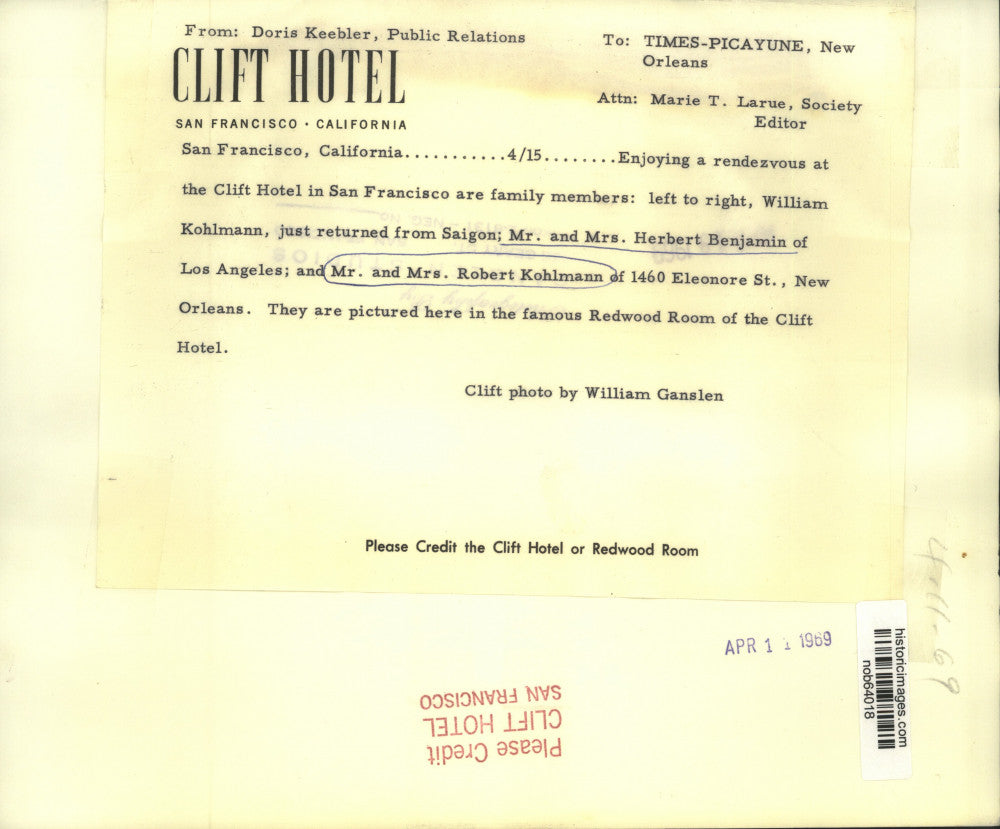 From: Doris Keebler, Public Relations
CLIFT HOTEL
SAN FRANCISCO • CALIFORNIA
To: TIMES-PICAYUNE, New
Orleans
Attn: Marie T. Larue, Society
Editor
San Francisco, California...........4/15........Enjoying a rendezvous at
the Clift Hotel in San Francisco are family members: left to right, William
Kohlmann, just returned from Saigon; Mr. and Mrs. Herbert Benjamin of
Los Angeles; and Mr. and Mrs. Robert Kohlmann of 1460 Eleonore St., New
Orleans. They are pictured here in the famous Redwood Room of the Clift
Hotel.
Clift photo by William Ganslen
Please Credit the Clift Hotel or Redwood Room
4-11-69
APR 11 1969
historicimages.com
nob64018
Please Credit
CLIFT HOTEL
SAN FRANCISCO